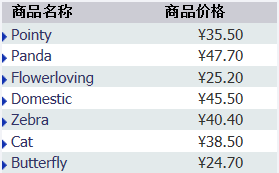 商品名称 商品价格
Pointy ¥35.50
Panda ¥47.70
Flowerloving ¥25.20
Domestic ¥45.50
Zebra ¥40.40
Cat ¥38.50
Butterfly ¥24.70